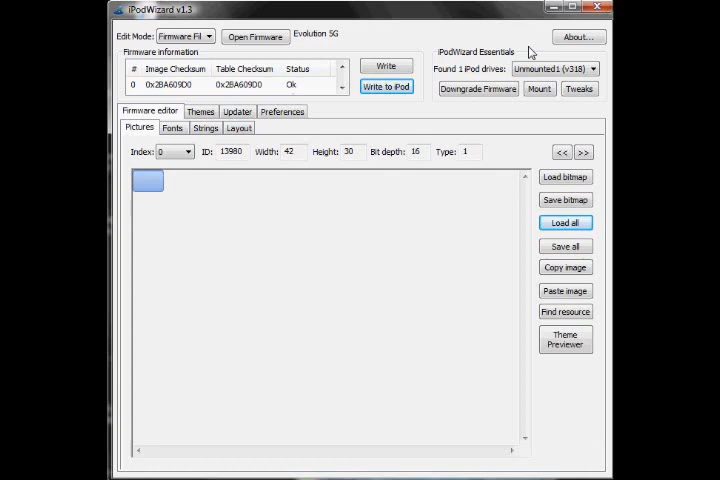 iPodWizard v1.3
Edit Mode: Firmware Fil Open Firmware Evolution 5G About...
Firmware information
# Image Checksum Table Checksum Status
0 0x2BA609D0 0x2BA609D0 Ok
Write
Write to iPod
iPodWizard Essentials
Found 1 iPod drives: Unmounted1 (v318)
Downgrade Firmware Mount Tweaks
Firmware editor Themes Updater Preferences
Pictures Fonts Strings Layout
Index: 0 ID: 13980 Width: 42 Height: 30 Bit depth: 16 Type: 1 << >>
Load bitmap
Save bitmap
Load all
Save all
Copy image
Paste image
Find resource
Theme
Previewer